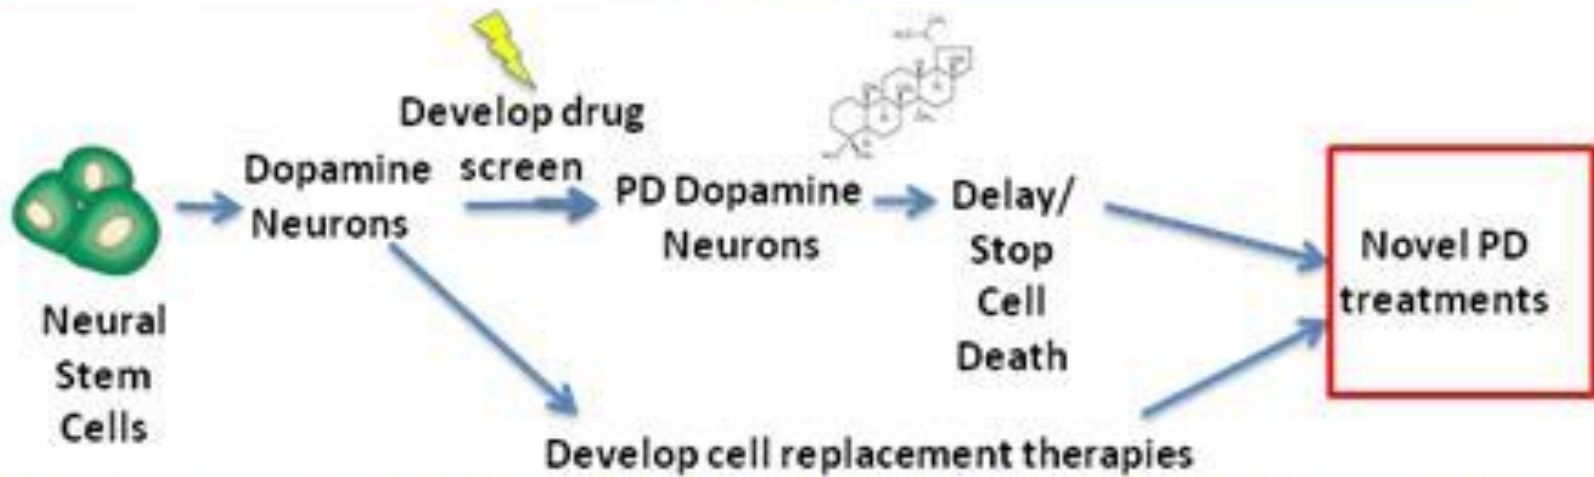 Develop drug
screen
Dopamine
Neurons
PD Dopamine
Neurons
Delay/
Stop
Cell
Death
Novel PD
treatments
Neural
Stem
Cells
Develop cell replacement therapies